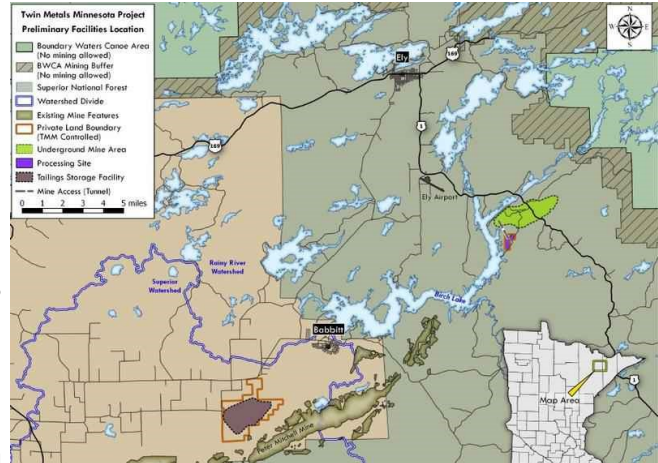 Twin Metals Minnesota Project
Preliminary Facilities Location
Boundary Waters Canoe Area
(No mining allowed)
BWCA Mining Buffer
(No mining allowed)
Superior National Forest
Watershed Divide
Existing Mine Features
Private Land Boundary
(TMM Controlled)
Underground Mine Area
Processing Site
Tailings Storage Facility
Mine Access (Tunnel)
0 1 2 3 4 5 miles
N
W E
S
Ely
169
1
169
Ely Airport
Rainy River
Watershed
Superior
Watershed
Birch Lake
Babbitt
Peter Mitchell Mine
Map Area
1